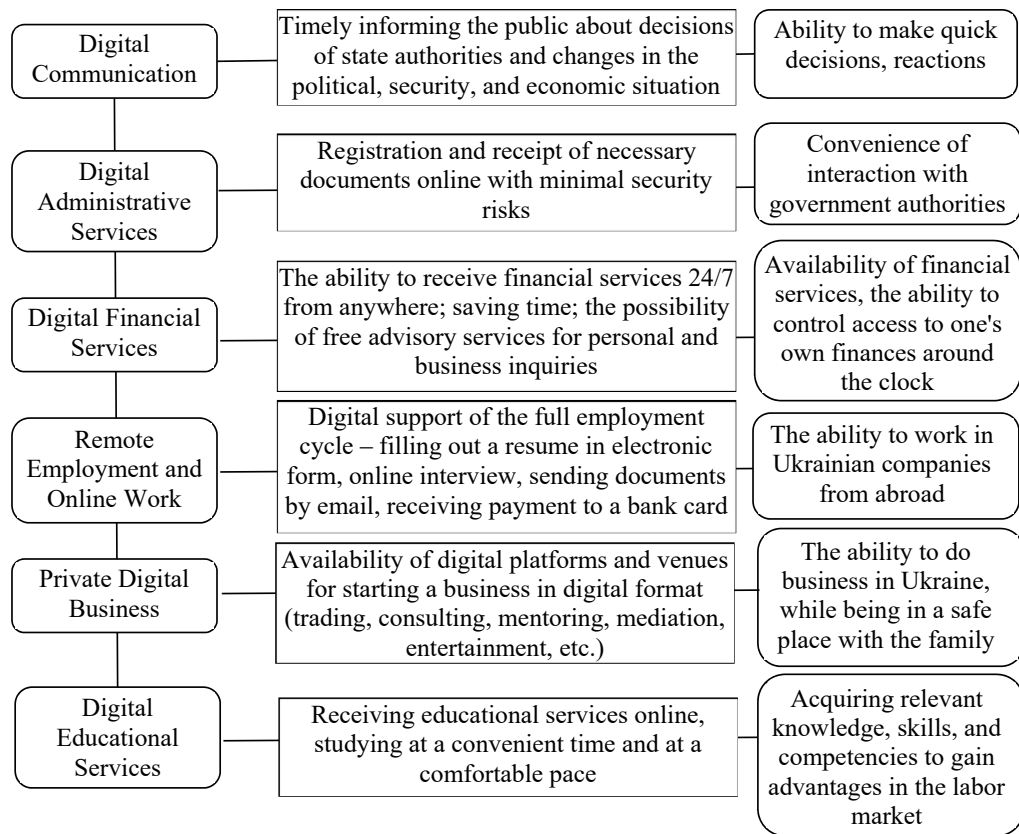 Digital
Communication
Timely informing the public about decisions
of state authorities and changes in the
political, security, and economic situation
Ability to make quick
decisions, reactions
Digital
Administrative
Services
Registration and receipt of necessary
documents online with minimal security
risks
Convenience of
interaction with
government authorities
Digital Financial
Services
The ability to receive financial services 24/7
from anywhere; saving time; the possibility
of free advisory services for personal and
business inquiries
Availability of financial
services, the ability to
control access to one's
own finances around
the clock
Remote
Employment and
Online Work
Digital support of the full employment
cycle – filling out a resume in electronic
form, online interview, sending documents
by email, receiving payment to a bank card
The ability to work in
Ukrainian companies
from abroad
Private Digital
Business
Availability of digital platforms and venues
for starting a business in digital format
(trading, consulting, mentoring, mediation,
entertainment, etc.)
The ability to do
business in Ukraine,
while being in a safe
place with the family
Digital
Educational
Services
Receiving educational services online,
studying at a convenient time and at a
comfortable pace
Acquiring relevant
knowledge, skills, and
competencies to gain
advantages in the labor
market